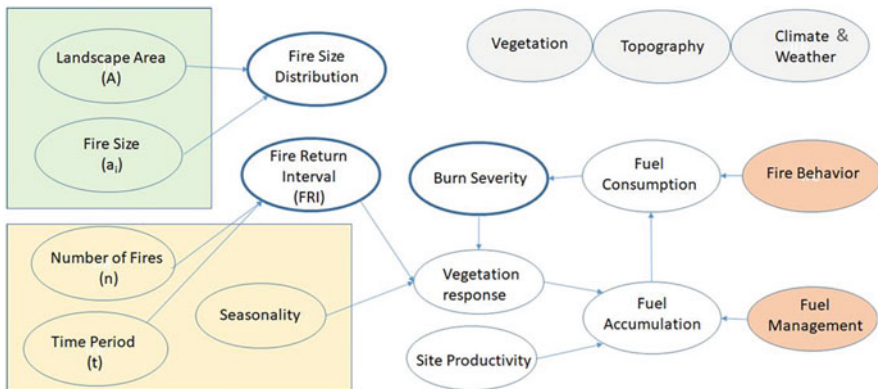 Landscape Area
(A)
Fire Size
Distribution
Vegetation
Topography
Climate &
Weather
Fire Size
(aᵢ)
Fire Return
Interval
(FRI)
Burn Severity
Fuel
Consumption
Fire Behavior
Number of Fires
(n)
Seasonality
Vegetation
response
Fuel
Accumulation
Fuel
Management
Time Period
(t)
Site Productivity